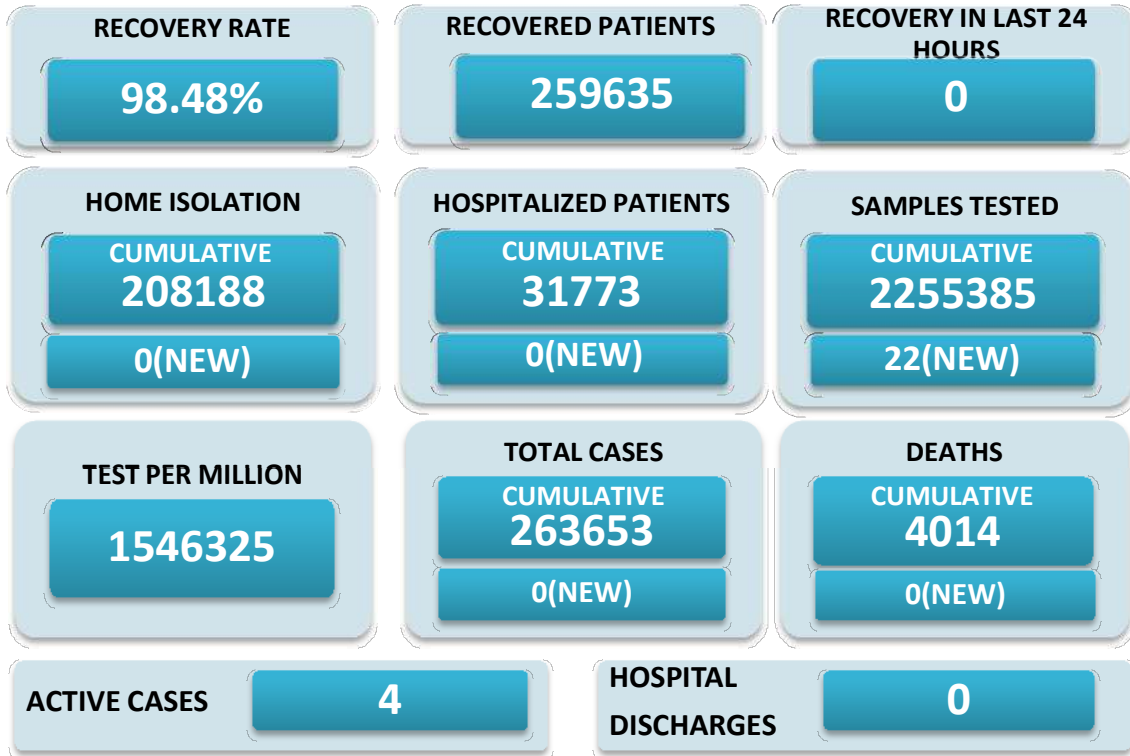 RECOVERY RATE
98.48%
RECOVERED PATIENTS
259635
RECOVERY IN LAST 24
HOURS
0
HOME ISOLATION
CUMULATIVE
208188
0(NEW)
HOSPITALIZED PATIENTS
CUMULATIVE
31773
0(NEW)
SAMPLES TESTED
CUMULATIVE
2255385
22(NEW)
TEST PER MILLION
1546325
TOTAL CASES
CUMULATIVE
263653
0(NEW)
DEATHS
CUMULATIVE
4014
0(NEW)
ACTIVE CASES
4
HOSPITAL
DISCHARGES
0